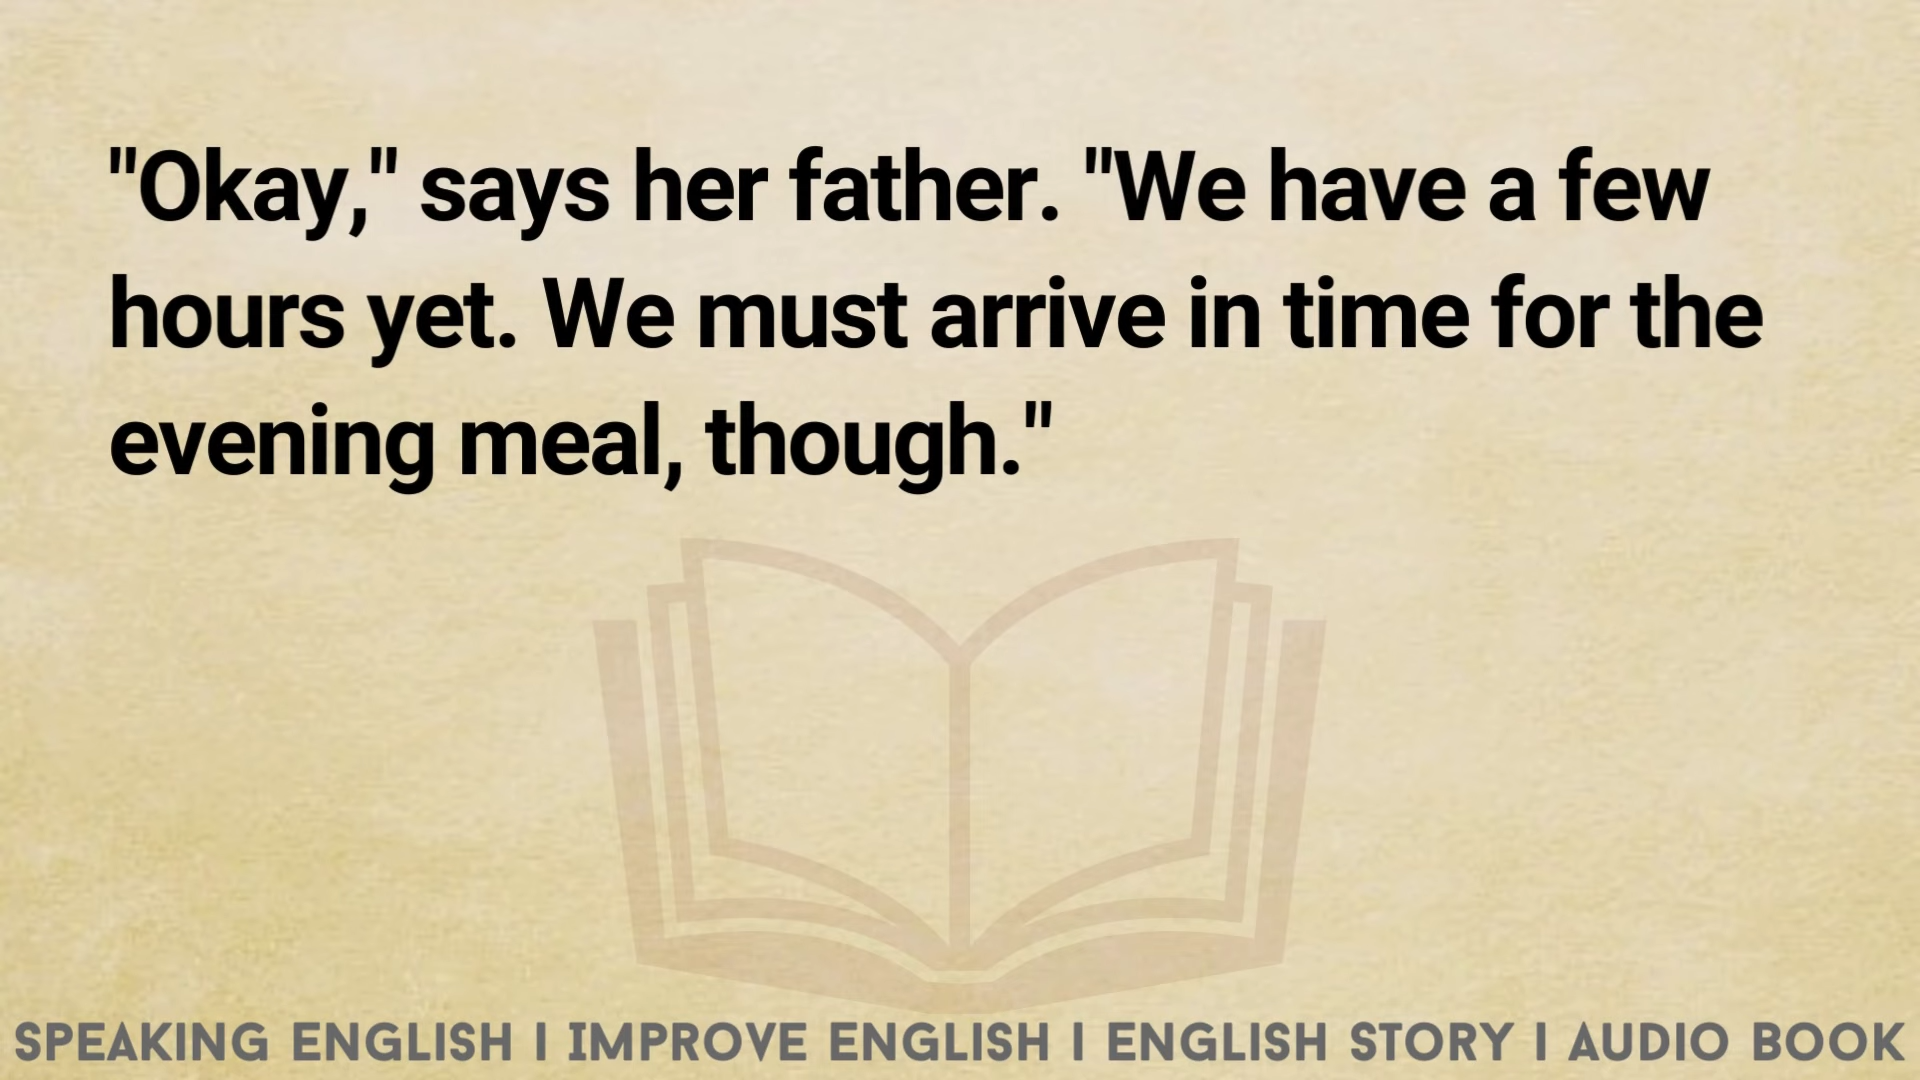 "Okay," says her father. "We have a few
hours yet. We must arrive in time for the
evening meal, though."
SPEAKING ENGLISH | IMPROVE ENGLISH | ENGLISH STORY | AUDIO BOOK